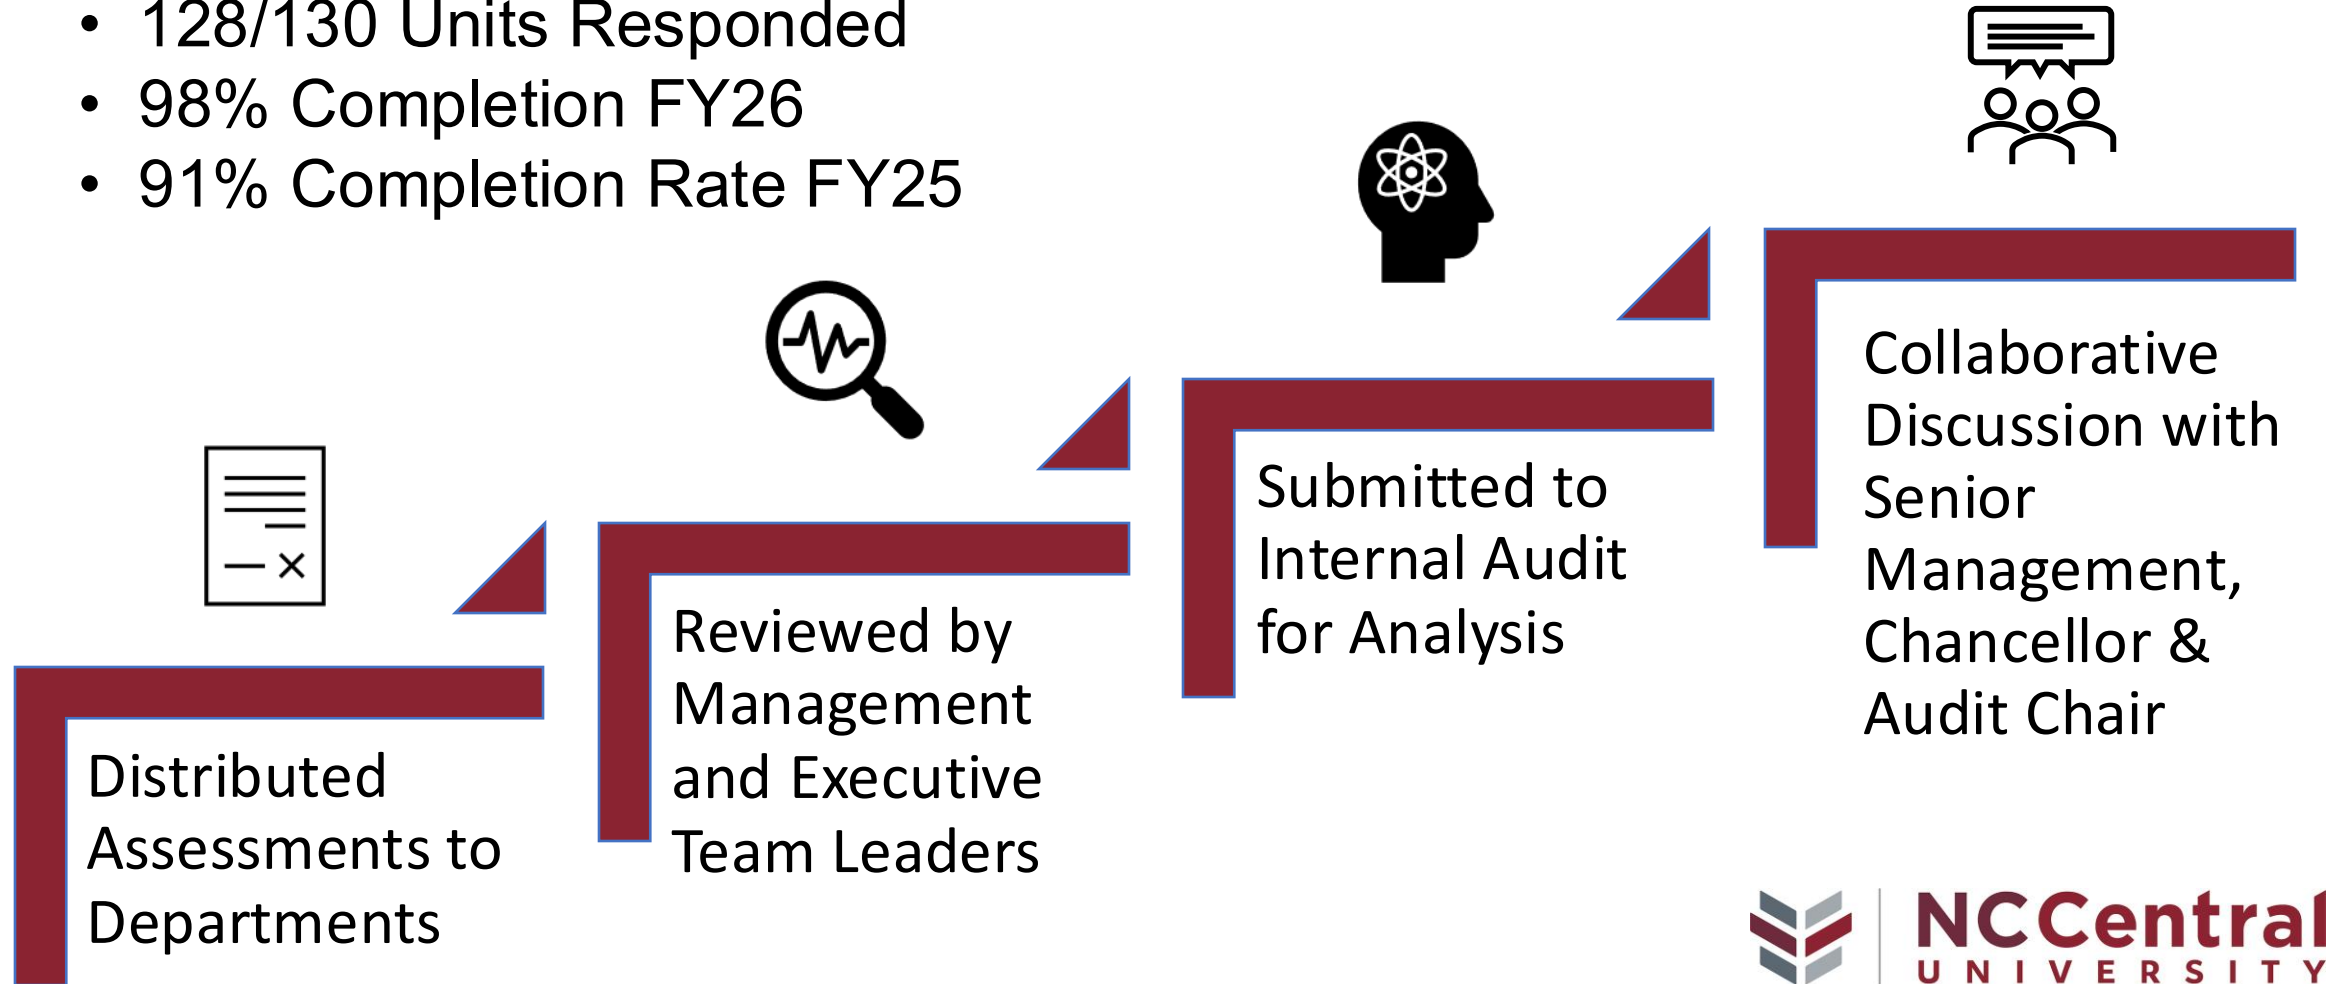 • 128/130 Units Responded
• 98% Completion FY26
• 91% Completion Rate FY25
Distributed
Assessments to
Departments
Reviewed by
Management
and Executive
Team Leaders
Submitted to
Internal Audit
for Analysis
Collaborative
Discussion with
Senior
Management,
Chancellor &
Audit Chair
NCCentral
UNIVERSITY